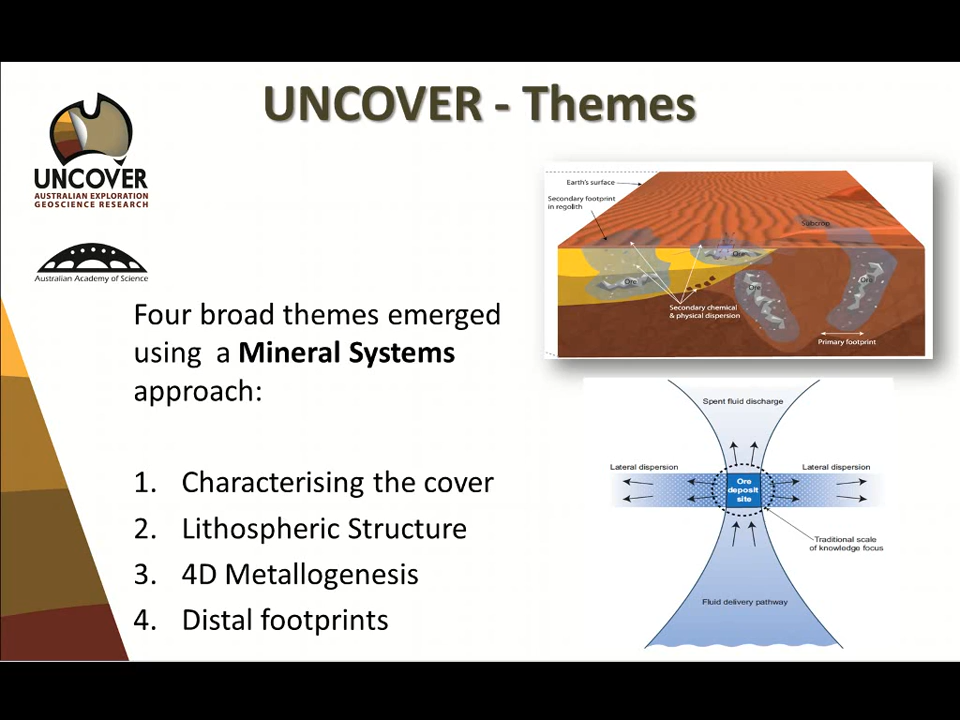 UNCOVER - Themes
UNCOVER
AUSTRALIAN EXPLORATION
GEOSCIENCE RESEARCH
Australian Academy of Science
Four broad themes emerged
using a Mineral Systems
approach:
1. Characterising the cover
2. Lithospheric Structure
3. 4D Metallogenesis
4. Distal footprints
Earth's surface
Secondary footprint
in regolith
Subcrop
Ore
Ore
Ore
Ore
Secondary chemical
& physical dispersion
Primary footprint
Spent fluid discharge
Lateral dispersion
Lateral dispersion
Ore
deposit
site
Traditional scale
of knowledge focus
Fluid delivery pathway